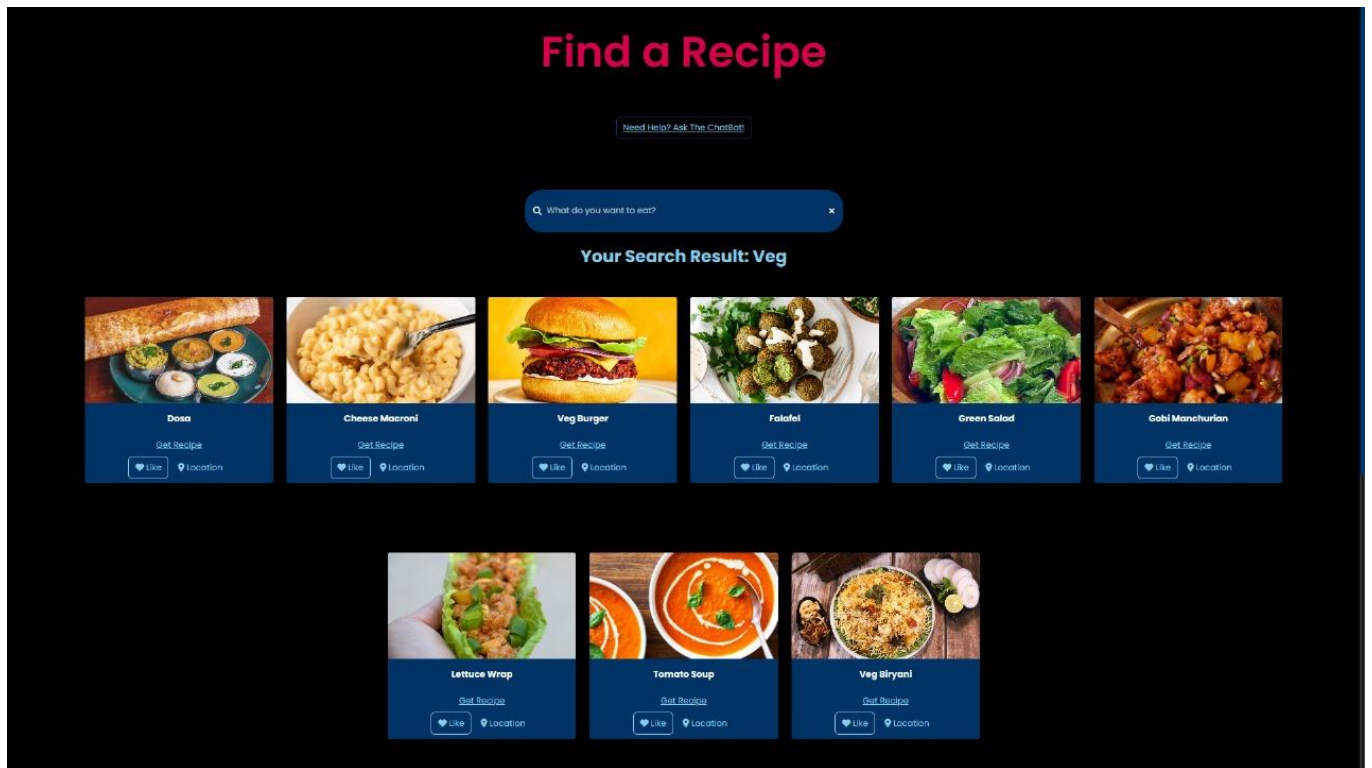 Find a Recipe
Need Help? Ask The ChatBot!
What do you want to eat? ×
Your Search Result: Veg
Dosa
Get Recipe
Like Location
Cheese Macroni
Get Recipe
Like Location
Veg Burger
Get Recipe
Like Location
Falafel
Get Recipe
Like Location
Green Salad
Get Recipe
Like Location
Gobi Manchurian
Get Recipe
Like Location
Lettuce Wrap
Get Recipe
Like Location
Tomato Soup
Get Recipe
Like Location
Veg Biryani
Get Recipe
Like Location